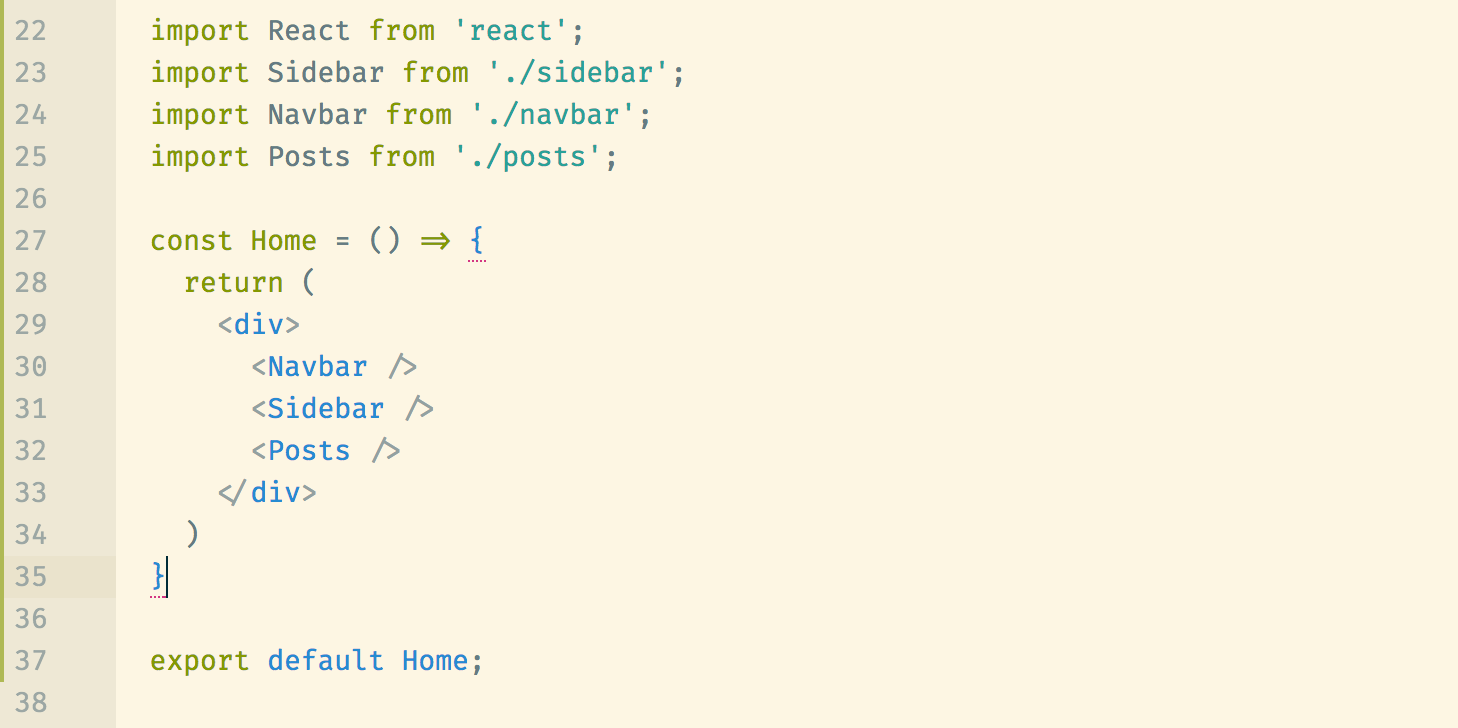 22 import React from 'react';
23 import Sidebar from './sidebar';
24 import Navbar from './navbar';
25 import Posts from './posts';
26
27 const Home = () => {
28   return (
29     <div>
30       <Navbar />
31       <Sidebar />
32       <Posts />
33     </div>
34   )
35 }
36
37 export default Home;
38